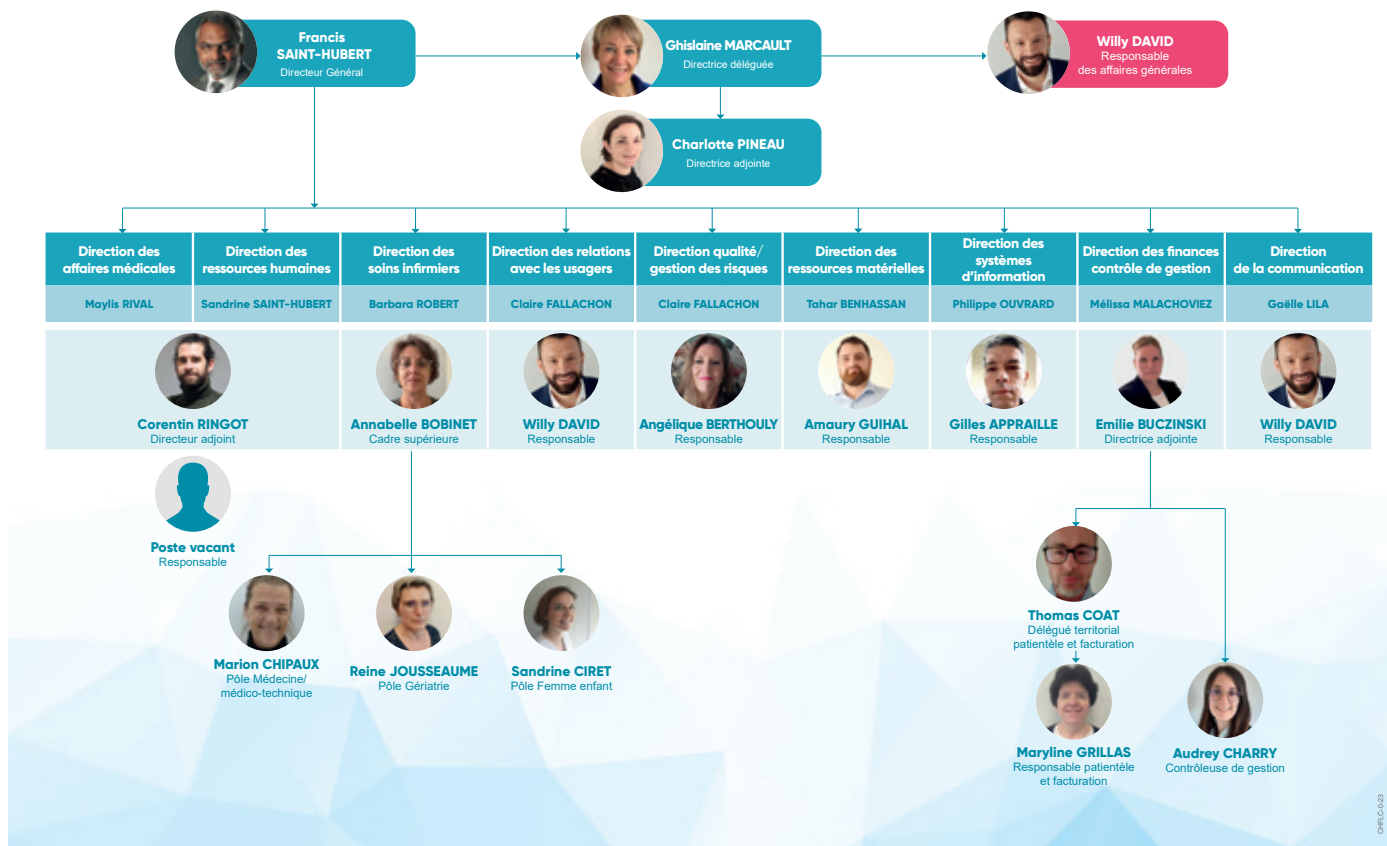 Francis
SAINT-HUBERT
Directeur Général
Ghislaine MARCAULT
Directrice déléguée
Willy DAVID
Responsable
des affaires générales
Charlotte PINEAU
Directrice adjointe
Direction des
affaires médicales
Direction des
ressources humaines
Direction des
soins infirmiers
Direction des relations
avec les usagers
Direction qualité/
gestion des risques
Direction des
ressources matérielles
Direction des
systèmes
d'information
Direction des finances
contrôle de gestion
Direction
de la communication
Maylis RIVAL
Sandrine SAINT-HUBERT
Barbara ROBERT
Claire FALLACHON
Claire FALLACHON
Tahar BENHASSAN
Philippe OUVRARD
Mélissa MALACHOVIEZ
Gaëlle LILA
Corentin RINGOT
Directeur adjoint
Annabelle BOBINET
Cadre supérieure
Willy DAVID
Responsable
Angélique BERTHOULY
Responsable
Amaury GUIHAL
Responsable
Gilles APPRAILLE
Responsable
Emilie BUCZINSKI
Directrice adjointe
Willy DAVID
Responsable
Poste vacant
Responsable
Marion CHIPAUX
Pôle Médecine/
médico-technique
Reine JOUSSEAUME
Pôle Gériatrie
Sandrine CIRET
Pôle Femme enfant
Thomas COAT
Délégué territorial
patientèle et facturation
Maryline GRILLAS
Responsable patientèle
et facturation
Audrey CHARRY
Contrôleuse de gestion
CHFLC-0-23